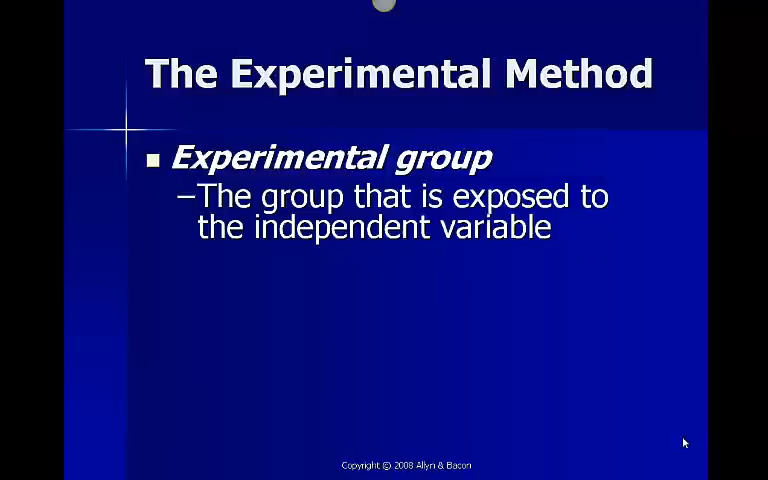 The Experimental Method
Experimental group
–The group that is exposed to
the independent variable
Copyright © 2008 Allyn & Bacon